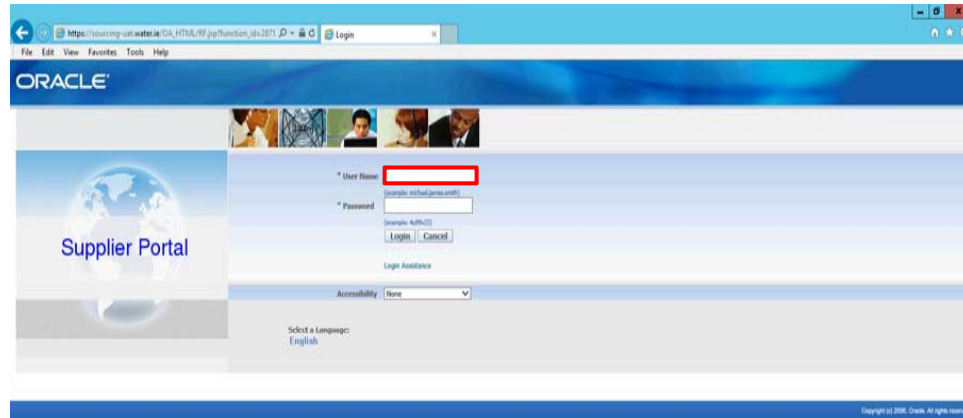 https://sourcing-uat.water.ie/OA_HTML/RF.jsp?function_id=2871
Login
File Edit View Favorites Tools Help
ORACLE
* User Name
(example: michael.james.smith)
* Password
(example: 4u99v23)
Login Cancel
Login Assistance
Supplier Portal
Accessibility None
Select a Language:
English
Copyright (c) 2006, Oracle. All rights reserv